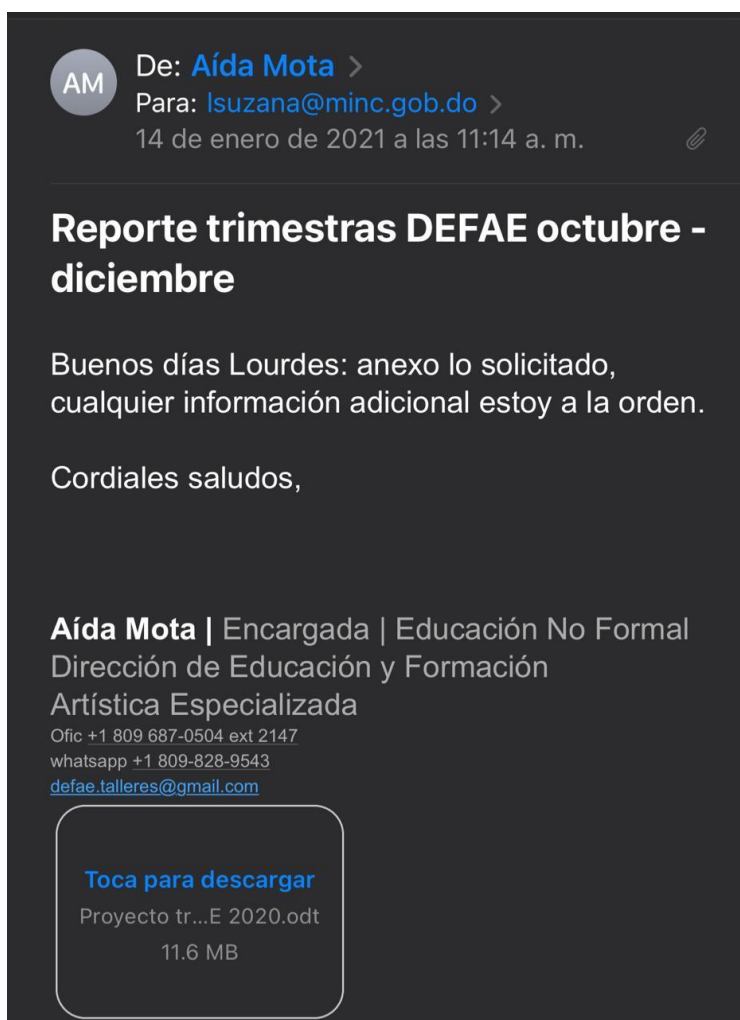 AM
De: Aída Mota >
Para: lsuzana@minc.gob.do >
14 de enero de 2021 a las 11:14 a. m.
Reporte trimestras DEFAE octubre -
diciembre
Buenos días Lourdes: anexo lo solicitado,
cualquier información adicional estoy a la orden.
Cordiales saludos,
Aída Mota | Encargada | Educación No Formal
Dirección de Educación y Formación
Artística Especializada
Ofic +1 809 687-0504 ext 2147
whatsapp +1 809-828-9543
defae.talleres@gmail.com
Toca para descargar
Proyecto tr...E 2020.odt
11.6 MB